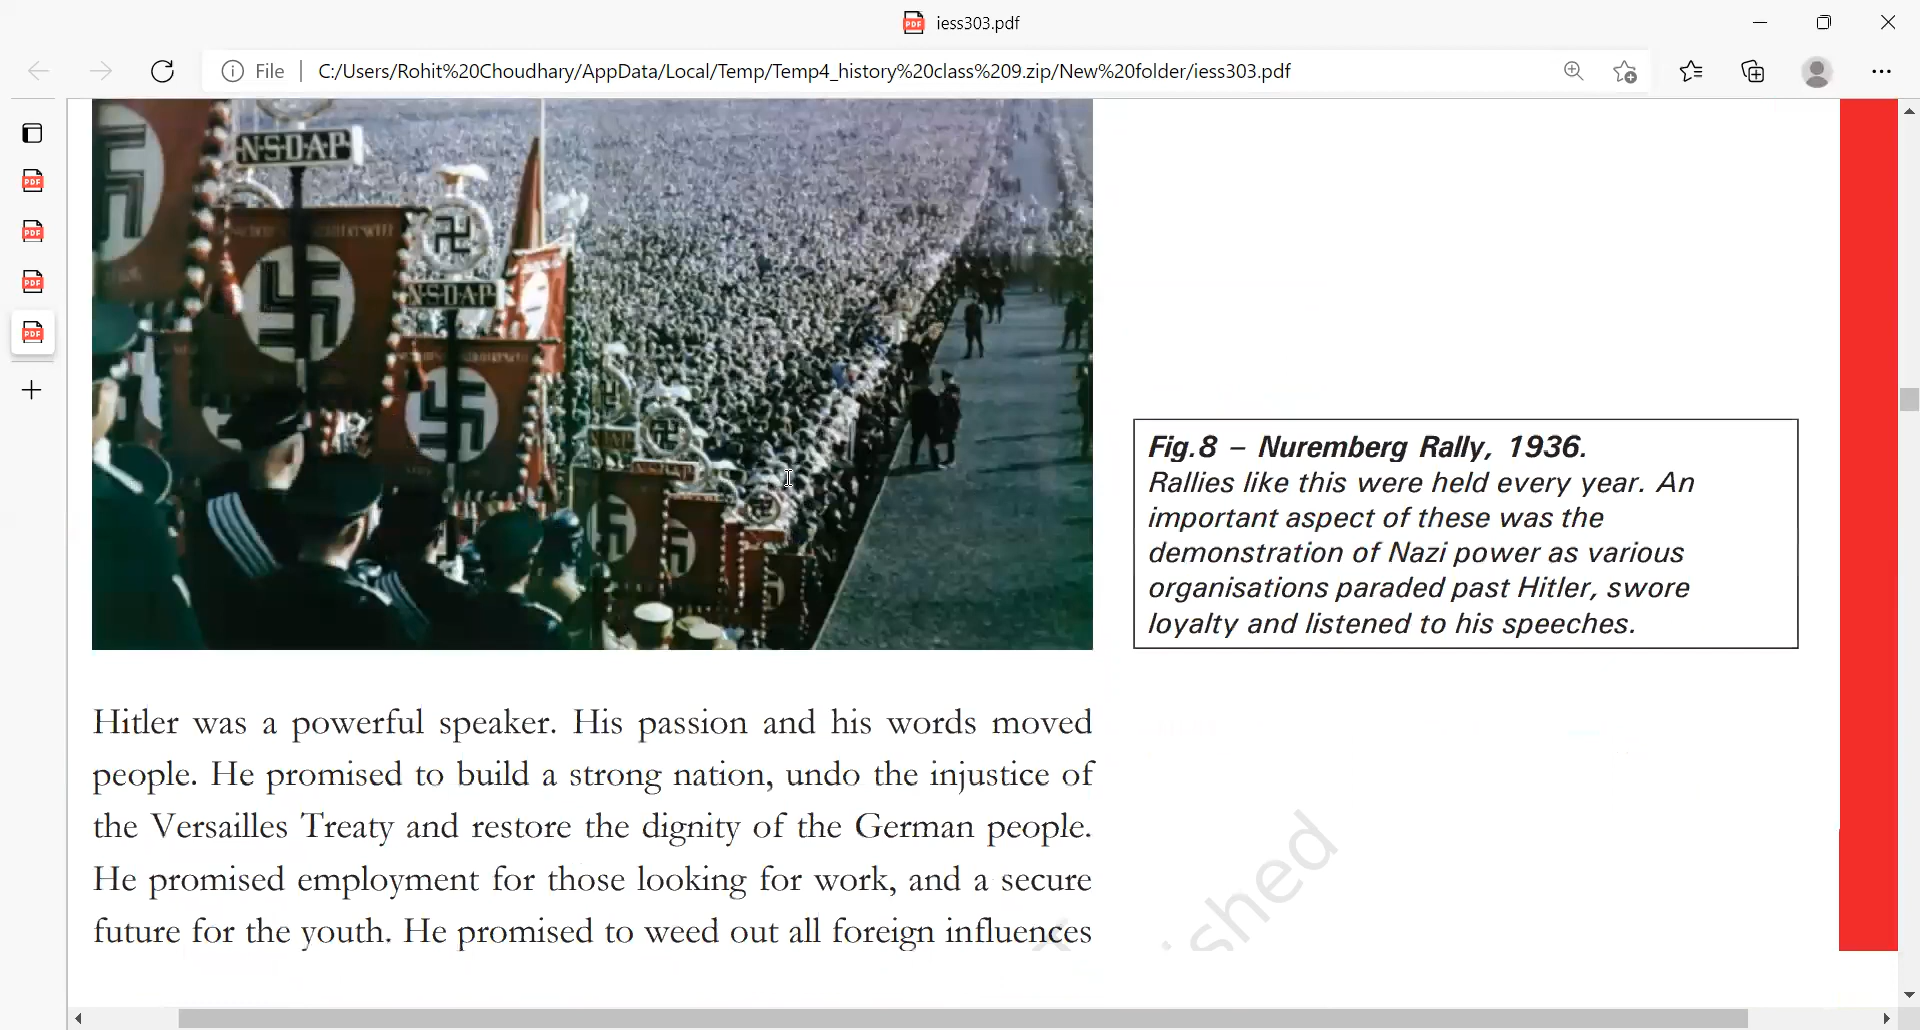 iess303.pdf
File
C:/Users/Rohit%20Choudhary/AppData/Local/Temp/Temp4_history%20class%209.zip/New%20folder/iess303.pdf
NSDAP
NSDAP
NSDAP
Fig.8 – Nuremberg Rally, 1936.
Rallies like this were held every year. An
important aspect of these was the
demonstration of Nazi power as various
organisations paraded past Hitler, swore
loyalty and listened to his speeches.
Hitler was a powerful speaker. His passion and his words moved
people. He promised to build a strong nation, undo the injustice of
the Versailles Treaty and restore the dignity of the German people.
He promised employment for those looking for work, and a secure
future for the youth. He promised to weed out all foreign influences
ished